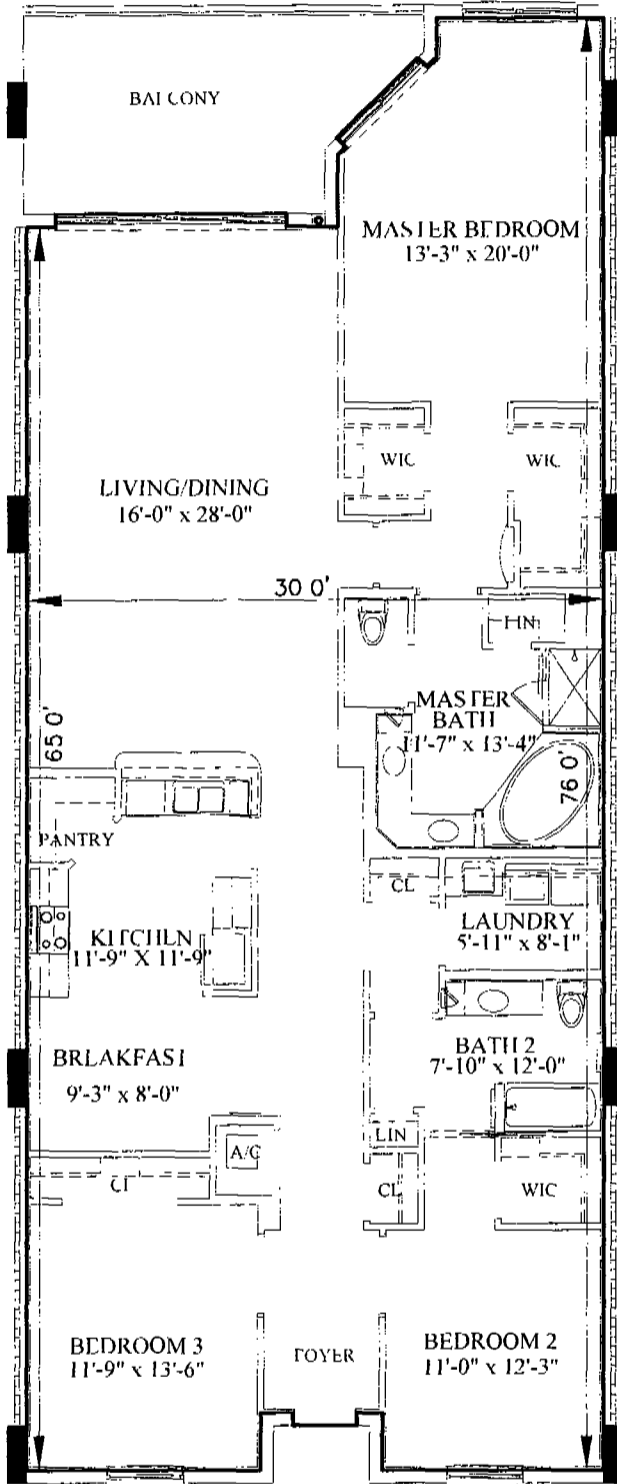 BALCONY
MASTER BEDROOM
13'-3" x 20'-0"
WIC
WIC
LIVING/DINING
16'-0" x 28'-0"
30 0'
LIN
MASTER
BATH
11'-7" x 13'-4"
65 0'
76 0'
PANTRY
CL
LAUNDRY
5'-11" x 8'-1"
KITCHEN
11'-9" X 11'-9"
BATH 2
7'-10" x 12'-0"
BREAKFAST
9'-3" x 8'-0"
LIN
A/C
CL
CL
WIC
BEDROOM 3
11'-9" x 13'-6"
FOYER
BEDROOM 2
11'-0" x 12'-3"